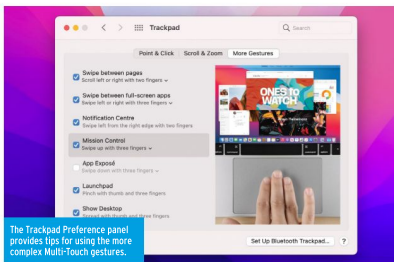 Trackpad
Search
Point & Click
Scroll & Zoom
More Gestures
Swipe between pages
Scroll left or right with two fingers
Swipe between full-screen apps
Swipe left or right with three fingers
Notification Centre
Swipe left from the right edge with two fingers
Mission Control
Swipe up with three fingers
App Exposé
Swipe down with three fingers
Launchpad
Pinch with thumb and three fingers
Show Desktop
Spread with thumb and three fingers
ONES to
WATCH
Set Up Bluetooth Trackpad...
?
The Trackpad Preference panel
provides tips for using the more
complex Multi-Touch gestures.